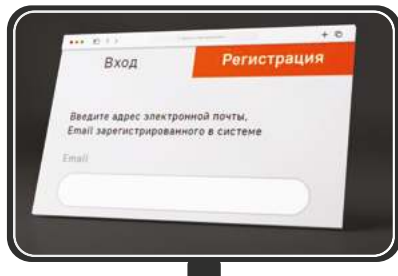 Вход
Регистрация
Введите адрес электронной почты,
Email зарегистрированного в системе
Email